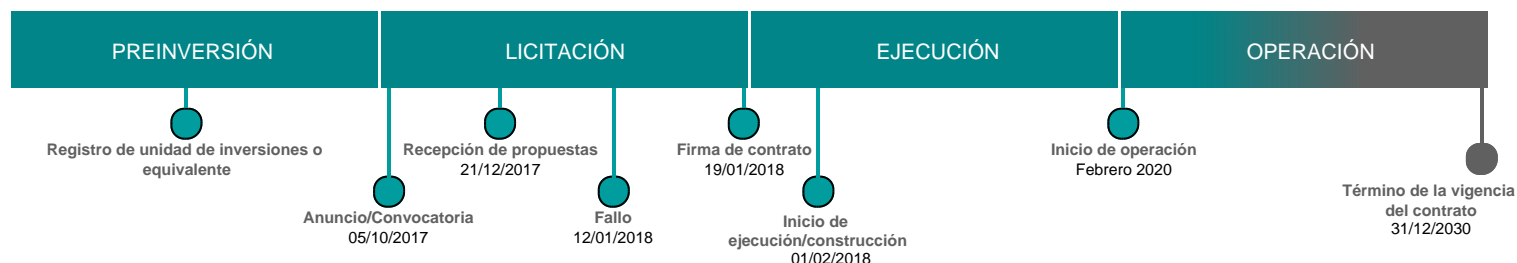 PREINVERSIÓN
LICITACIÓN
EJECUCIÓN
OPERACIÓN
Registro de unidad de inversiones o
equivalente
Anuncio/Convocatoria
05/10/2017
Recepción de propuestas
21/12/2017
Fallo
12/01/2018
Firma de contrato
19/01/2018
Inicio de
ejecución/construcción
01/02/2018
Inicio de operación
Febrero 2020
Término de la vigencia
del contrato
31/12/2030